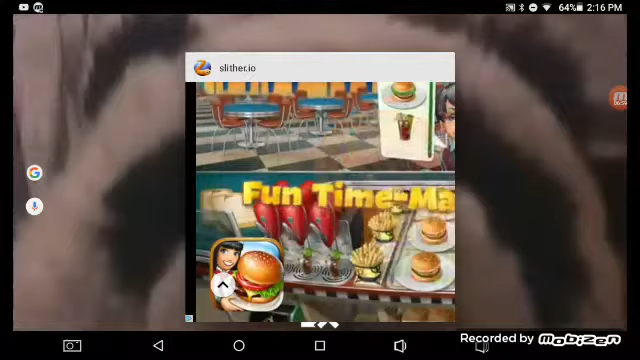 64% 2:16 PM
slither.io
Fun Time-Ma
Recorded by MOBIZEN